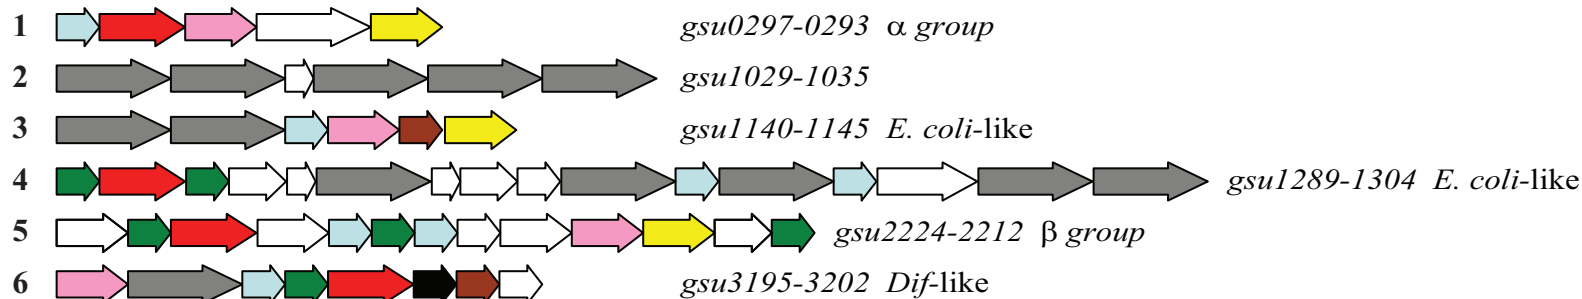 1 gsu0297-0293 α group
2 gsu1029-1035
3 gsu1140-1145 E. coli-like
4 gsu1289-1304 E. coli-like
5 gsu2224-2212 β group
6 gsu3195-3202 Dif-like